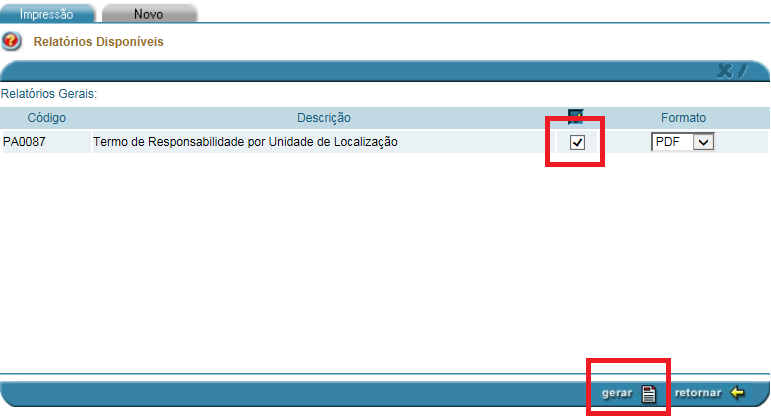 Impressão Novo
Relatórios Disponíveis
Relatórios Gerais:
Código Descrição Formato
PA0087 Termo de Responsabilidade por Unidade de Localização PDF
gerar retornar